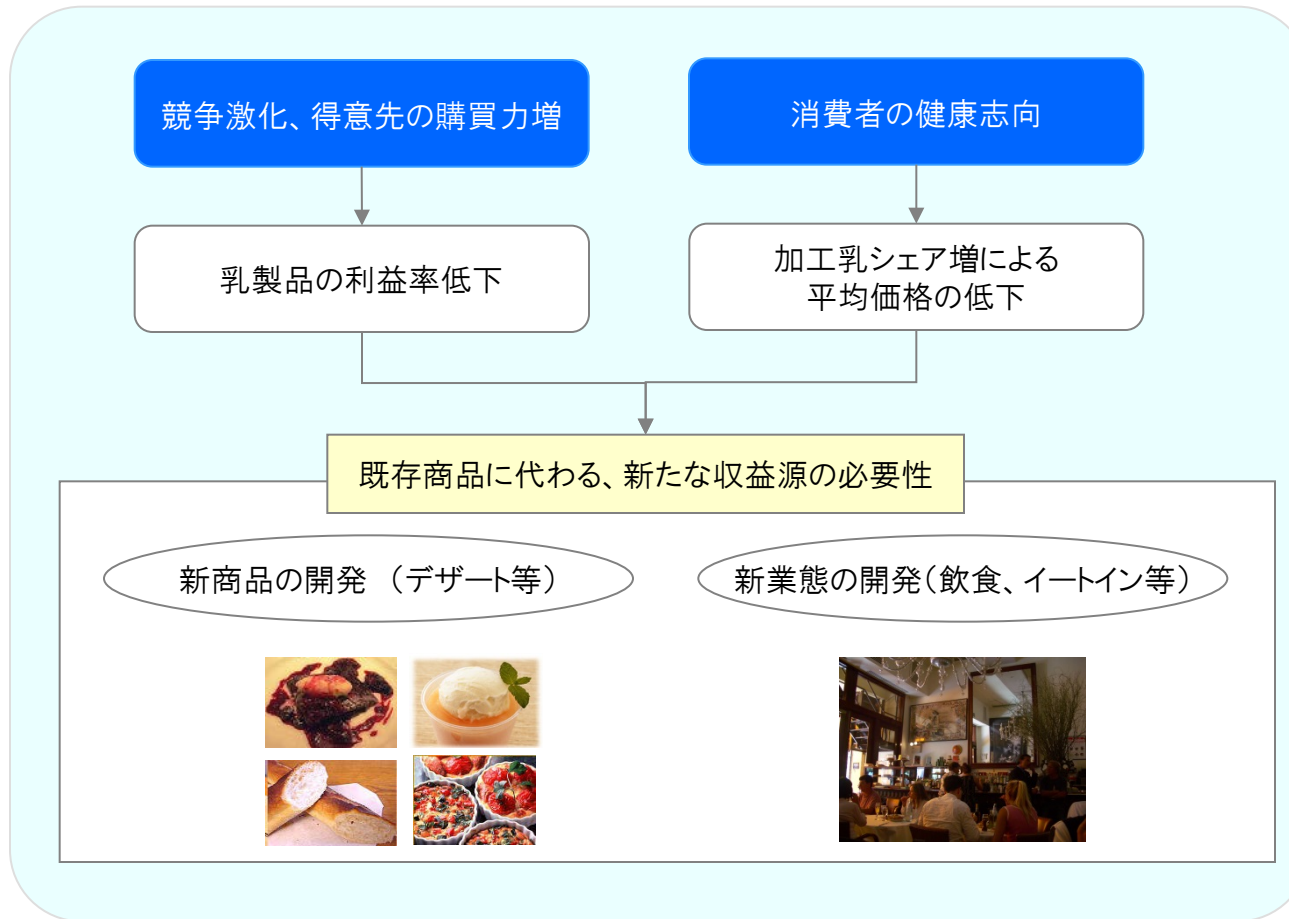 競争激化、得意先の購買力増
消費者の健康志向
乳製品の利益率低下
加工乳シェア増による
平均価格の低下
既存商品に代わる、新たな収益源の必要性
新商品の開発　（デザート等）
新業態の開発（飲食、イートイン等）